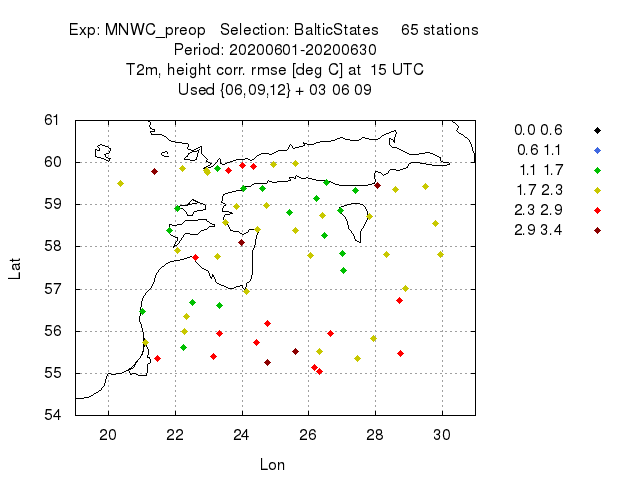 Exp: MNWC_preop   Selection: BalticStates     65 stations
Period: 20200601-20200630
T2m, height corr. rmse [deg C] at  15 UTC
Used {06,09,12} + 03 06 09
61
60
59
58
57
56
55
54
Lat
20 22 24 26 28 30
Lon
0.0 0.6
0.6 1.1
1.1 1.7
1.7 2.3
2.3 2.9
2.9 3.4